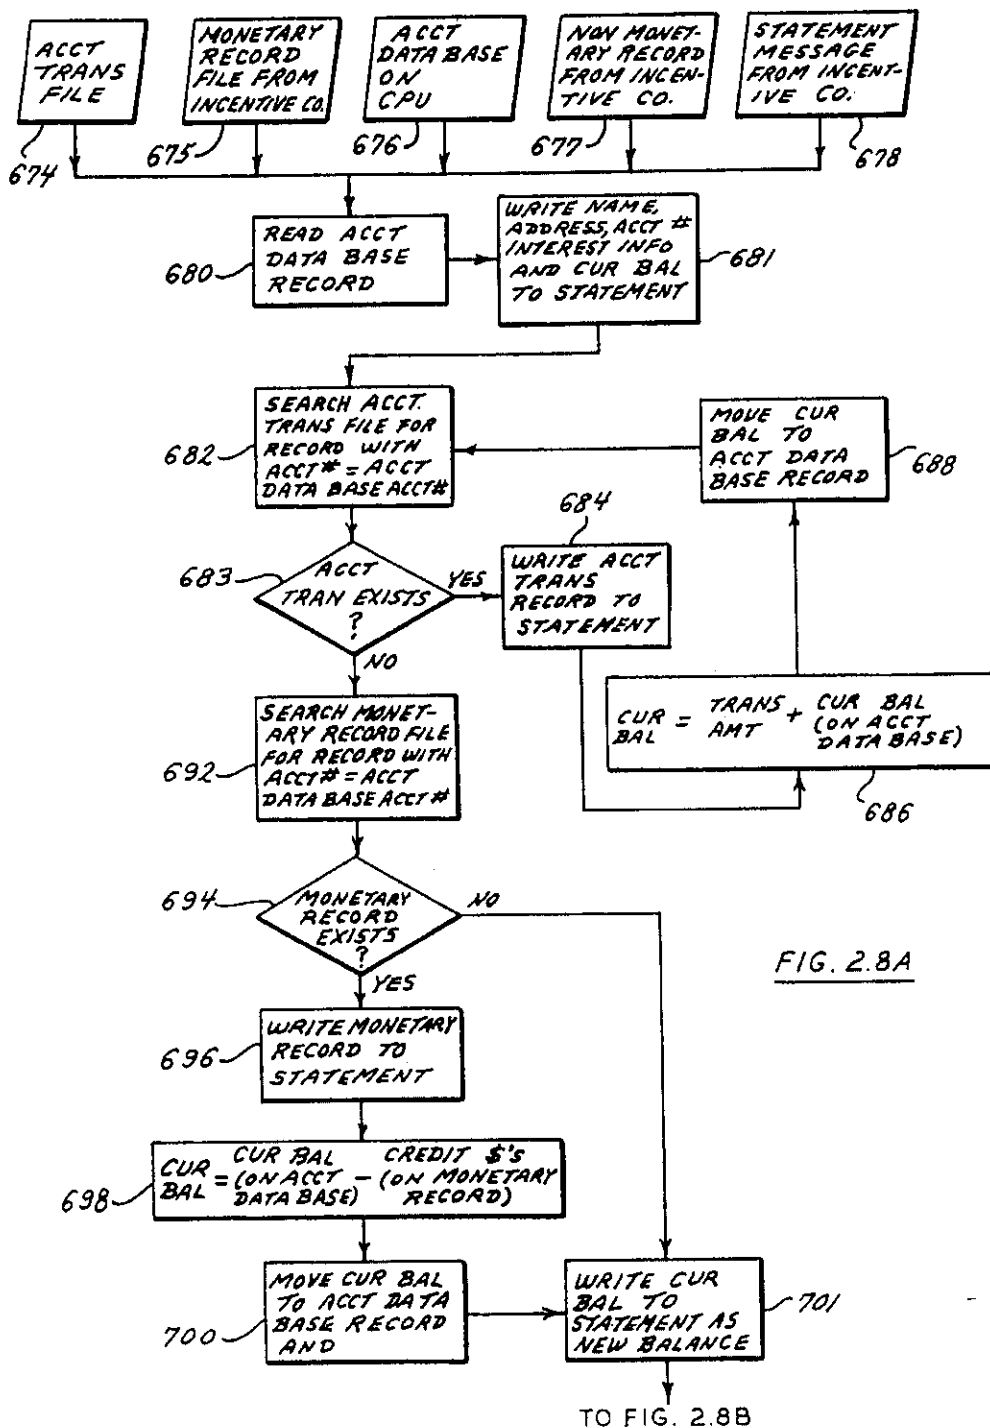 ACCT
TRANS
FILE
MONETARY
RECORD
FILE FROM
INCENTIVE CO.
ACCT
DATA BASE
ON
CPU
NON MONET-
ARY RECORD
FROM INCEN-
TIVE CO.
STATEMENT
MESSAGE
FROM INCENT-
IVE CO.
674
675
676
677
678
READ ACCT
DATA BASE
RECORD
680
WRITE NAME,
ADDRESS, ACCT #
INTEREST INFO
AND CUR BAL
TO STATEMENT
681
SEARCH ACCT.
TRANS FILE FOR
RECORD WITH
ACCT# = ACCT
DATA BASE ACCT#
682
MOVE CUR
BAL TO
ACCT DATA
BASE RECORD
688
684
683
ACCT
TRAN EXISTS
?
YES
WRITE ACCT
TRANS
RECORD TO
STATEMENT
NO
CUR BAL = TRANS AMT + CUR BAL
(ON ACCT
DATA BASE)
686
SEARCH MONET-
ARY RECORD FILE
FOR RECORD WITH
ACCT# = ACCT
DATA BASE ACCT #
692
694
MONETARY
RECORD
EXISTS
?
NO
YES
FIG. 2.8A
WRITE MONETARY
RECORD TO
STATEMENT
696
CUR BAL CREDIT $'S
CUR BAL = (ON ACCT - (ON MONETARY
DATA BASE) RECORD)
698
MOVE CUR BAL
TO ACCT DATA
BASE RECORD
AND
700
WRITE CUR
BAL TO
STATEMENT AS
NEW BALANCE
701
TO FIG. 2.8B